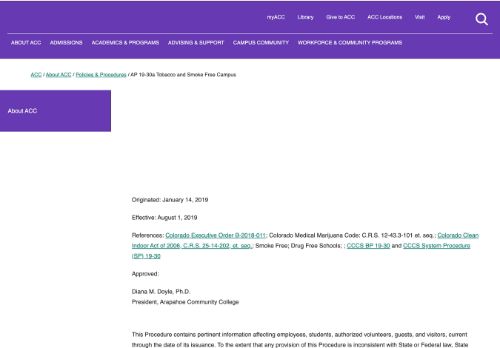 myACC Library Give to ACC ACC Locations Visit Apply
ABOUT ACC ADMISSIONS ACADEMICS & PROGRAMS ADVISING & SUPPORT CAMPUS COMMUNITY WORKFORCE & COMMUNITY PROGRAMS
ACC / About ACC / Policies & Procedures / AP 19-30a Tobacco and Smoke Free Campus
About ACC
Originated: January 14, 2019
Effective: August 1, 2019
References: Colorado Executive Order D-2018-011; Colorado Medical Marijuana Code: C.R.S. 12-43.3-101 et. seq.; Colorado Clean
Indoor Act of 2006, C.R.S. 25-14-202, et. seq.; Smoke Free; Drug Free Schools; ; CCCS BP 19-30 and CCCS System Procedure
(SP) 19-30
Approved:
Diana M. Doyle, Ph.D.
President, Arapahoe Community College
This Procedure contains pertinent information affecting employees, students, authorized volunteers, guests, and visitors, current
through the date of its issuance. To the extent that any provision of this Procedure is inconsistent with State or Federal law, State